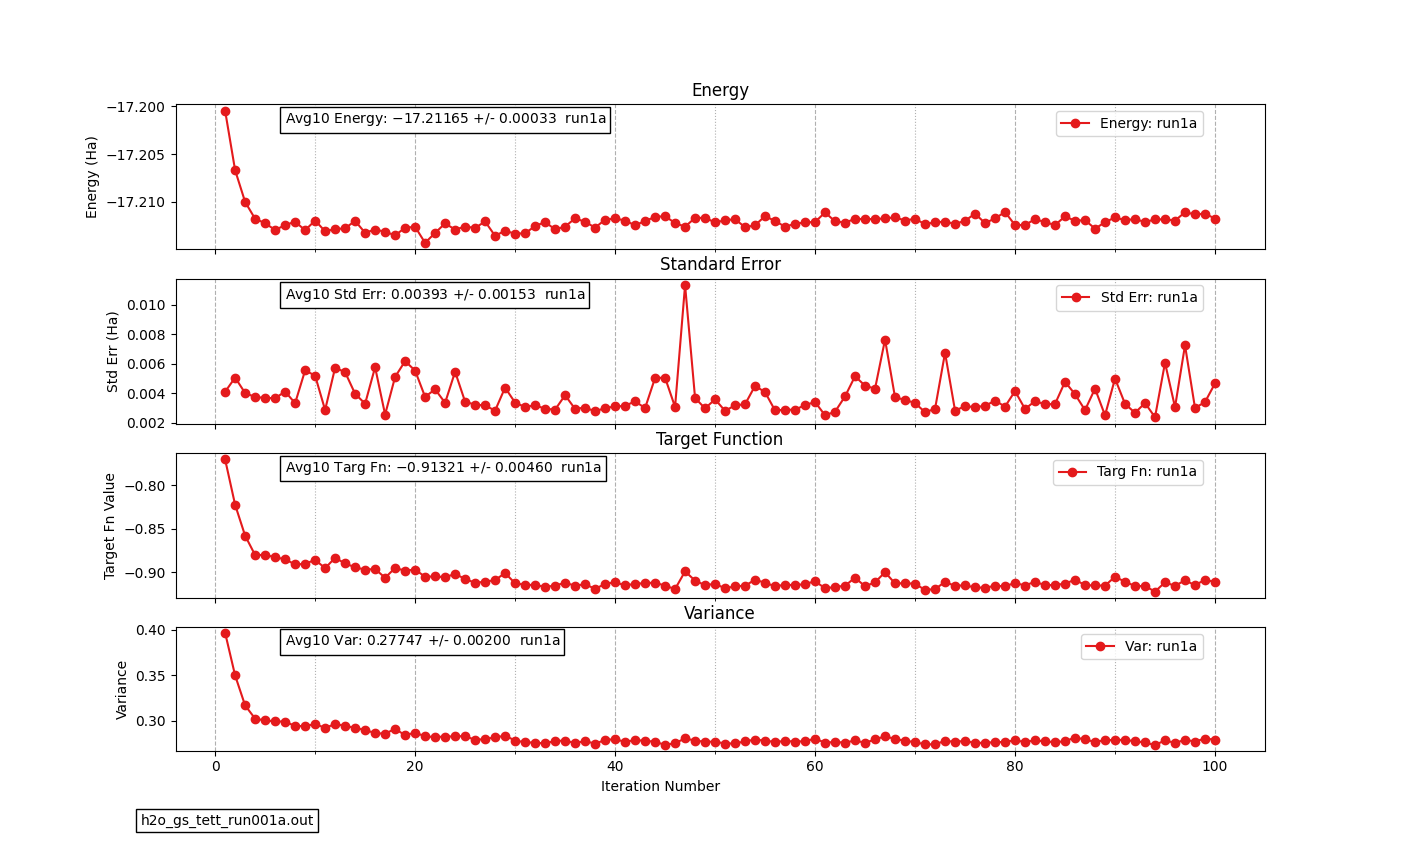 Energy
−17.200
−17.205
−17.210
Energy (Ha)
Avg10 Energy: −17.21165 +/- 0.00033 run1a
Energy: run1a
Standard Error
0.010
0.008
0.006
0.004
0.002
Std Err (Ha)
Avg10 Std Err: 0.00393 +/- 0.00153 run1a
Std Err: run1a
Target Function
−0.80
−0.85
−0.90
Target Fn Value
Avg10 Targ Fn: −0.91321 +/- 0.00460 run1a
Targ Fn: run1a
Variance
0.40
0.35
0.30
Variance
Avg10 Var: 0.27747 +/- 0.00200 run1a
Var: run1a
0 20 40 60 80 100
Iteration Number
h2o_gs_tett_run001a.out